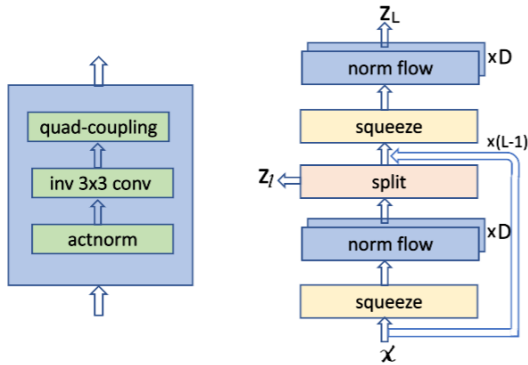 quad-coupling
inv 3x3 conv
actnorm
Z_L
norm flow
xD
squeeze
x(L-1)
Z_l
split
norm flow
xD
squeeze
x